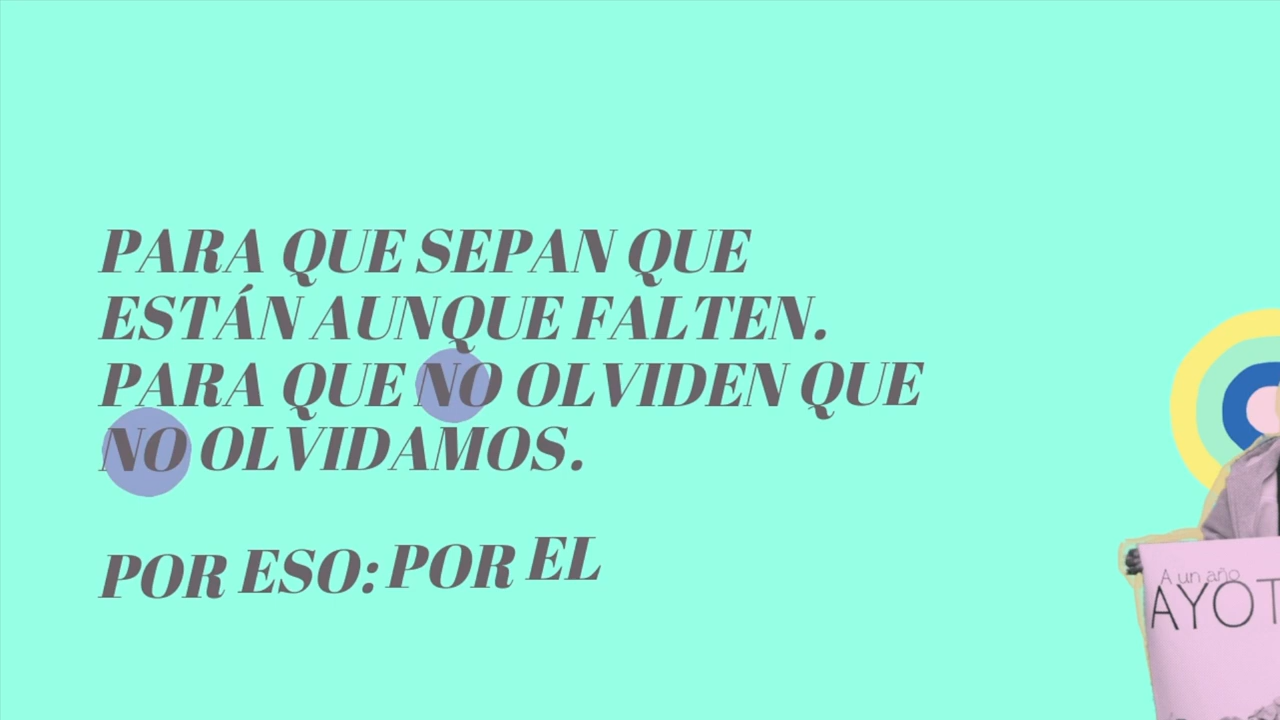 PARA QUE SEPAN QUE
ESTÁN AUNQUE FALTEN.
PARA QUE NO OLVIDEN QUE
NO OLVIDAMOS.
POR ESO: POR EL
A un año
AYOT